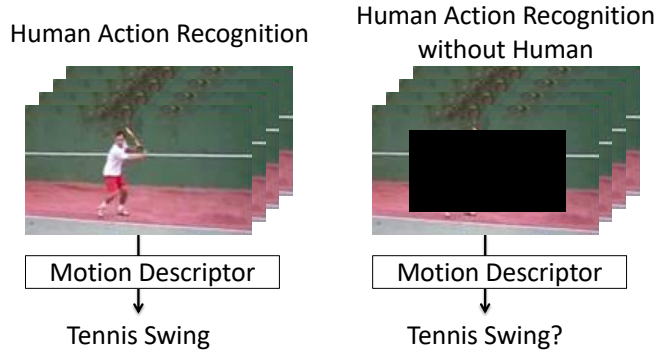 Human Action Recognition
Motion Descriptor
Tennis Swing
Human Action Recognition
without Human
Motion Descriptor
Tennis Swing?